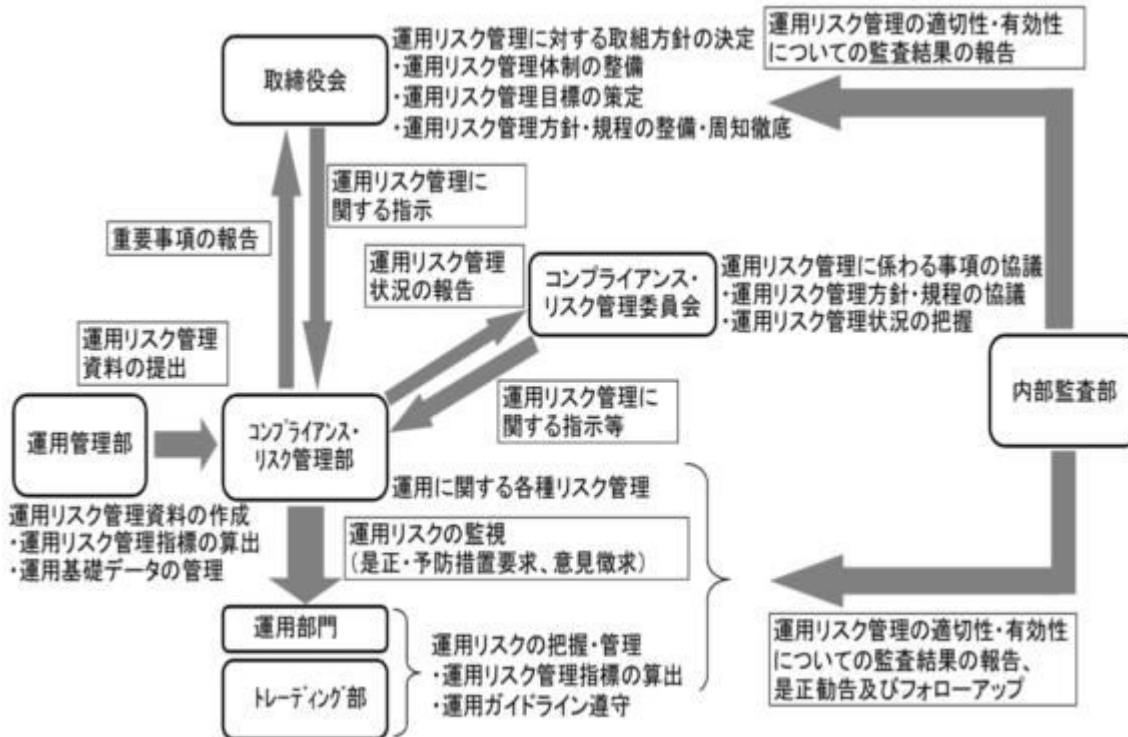 運用リスク管理に対する取組方針の決定
・運用リスク管理体制の整備
・運用リスク管理目標の策定
・運用リスク管理方針・規程の整備・周知徹底
取締役会
運用リスク管理の適切性・有効性
についての監査結果の報告
運用リスク管理に
関する指示
重要事項の報告
運用リスク管理
状況の報告
コンプライアンス・
リスク管理委員会
運用リスク管理に係わる事項の協議
・運用リスク管理方針・規程の協議
・運用リスク管理状況の把握
運用リスク管理
資料の提出
運用リスク管理に
関する指示等
内部監査部
運用管理部
コンプライアンス・
リスク管理部
運用に関する各種リスク管理
運用リスク管理資料の作成
・運用リスク管理指標の算出
・運用基礎データの管理
運用リスクの監視
(是正・予防措置要求、意見徴求)
運用部門
トレーディング部
運用リスクの把握・管理
・運用リスク管理指標の算出
・運用ガイドライン遵守
運用リスク管理の適切性・有効性
についての監査結果の報告、
是正勧告及びフォローアップ